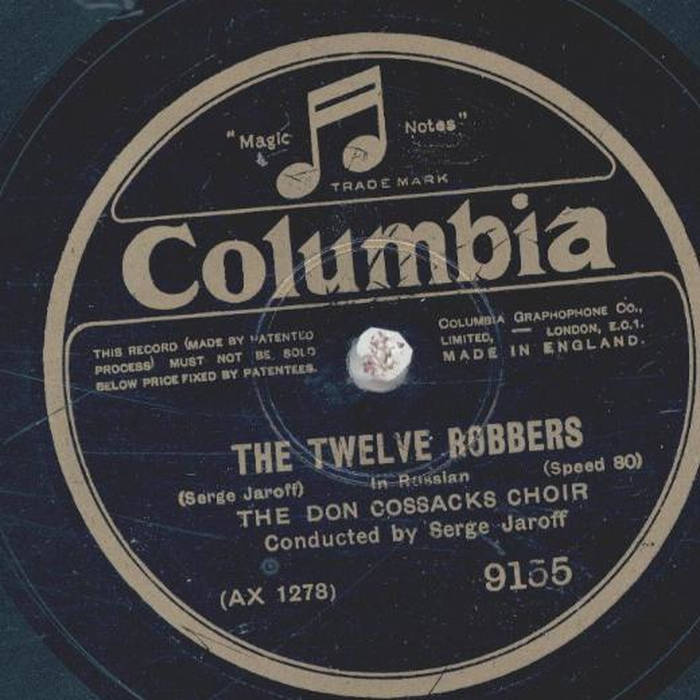 "Magic Notes"
TRADE MARK
Columbia
THIS RECORD (MADE BY PATENTED
PROCESS) MUST NOT BE SOLD
BELOW PRICE FIXED BY PATENTEES.
COLUMBIA GRAPHOPHONE CO.,
LIMITED, — LONDON, E.C.1.
MADE IN ENGLAND.
THE TWELVE ROBBERS
In Russian
(Serge Jaroff) (Speed 80)
THE DON COSSACKS CHOIR
Conducted by Serge Jaroff
(AX 1278) 9155